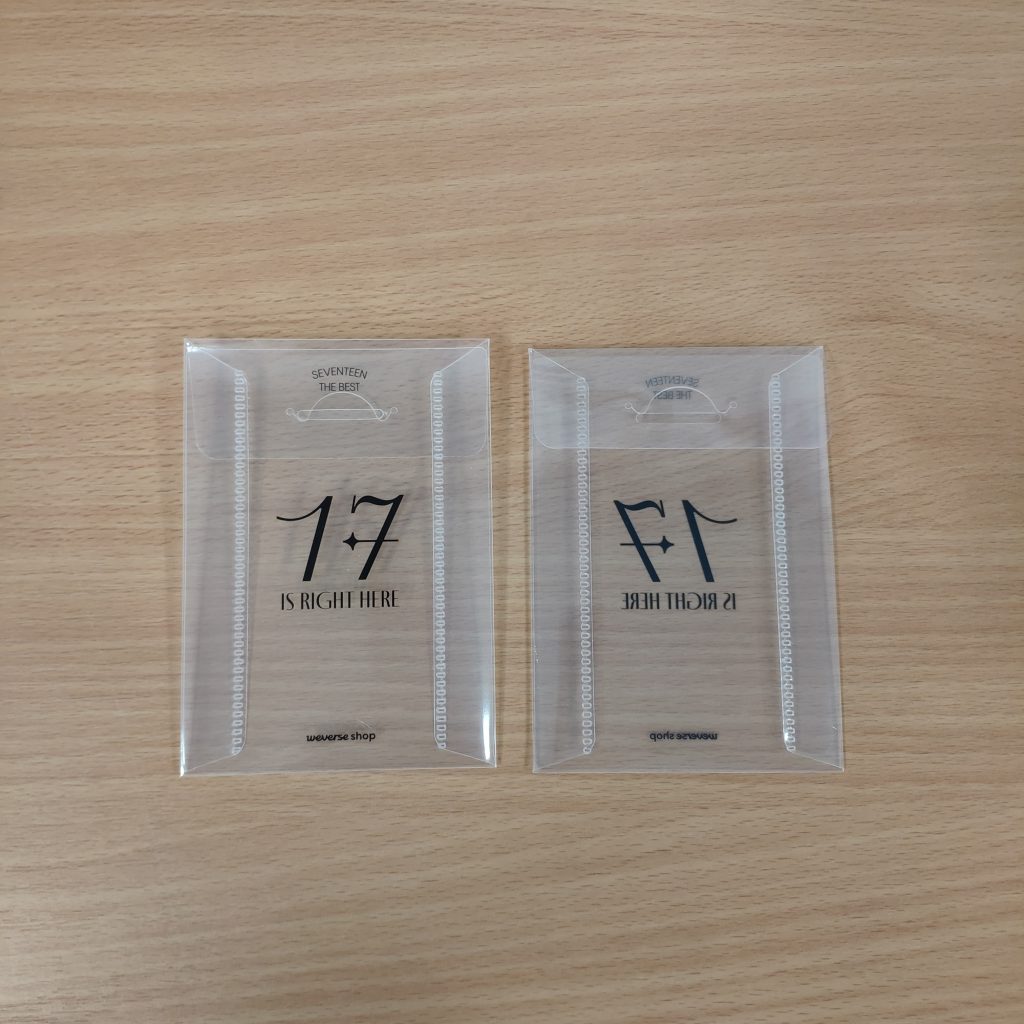 SEVENTEEN
THE BEST
17
IS RIGHT HERE
weverse shop
SEVENTEEN
THE BEST
17
IS RIGHT HERE
weverse shop